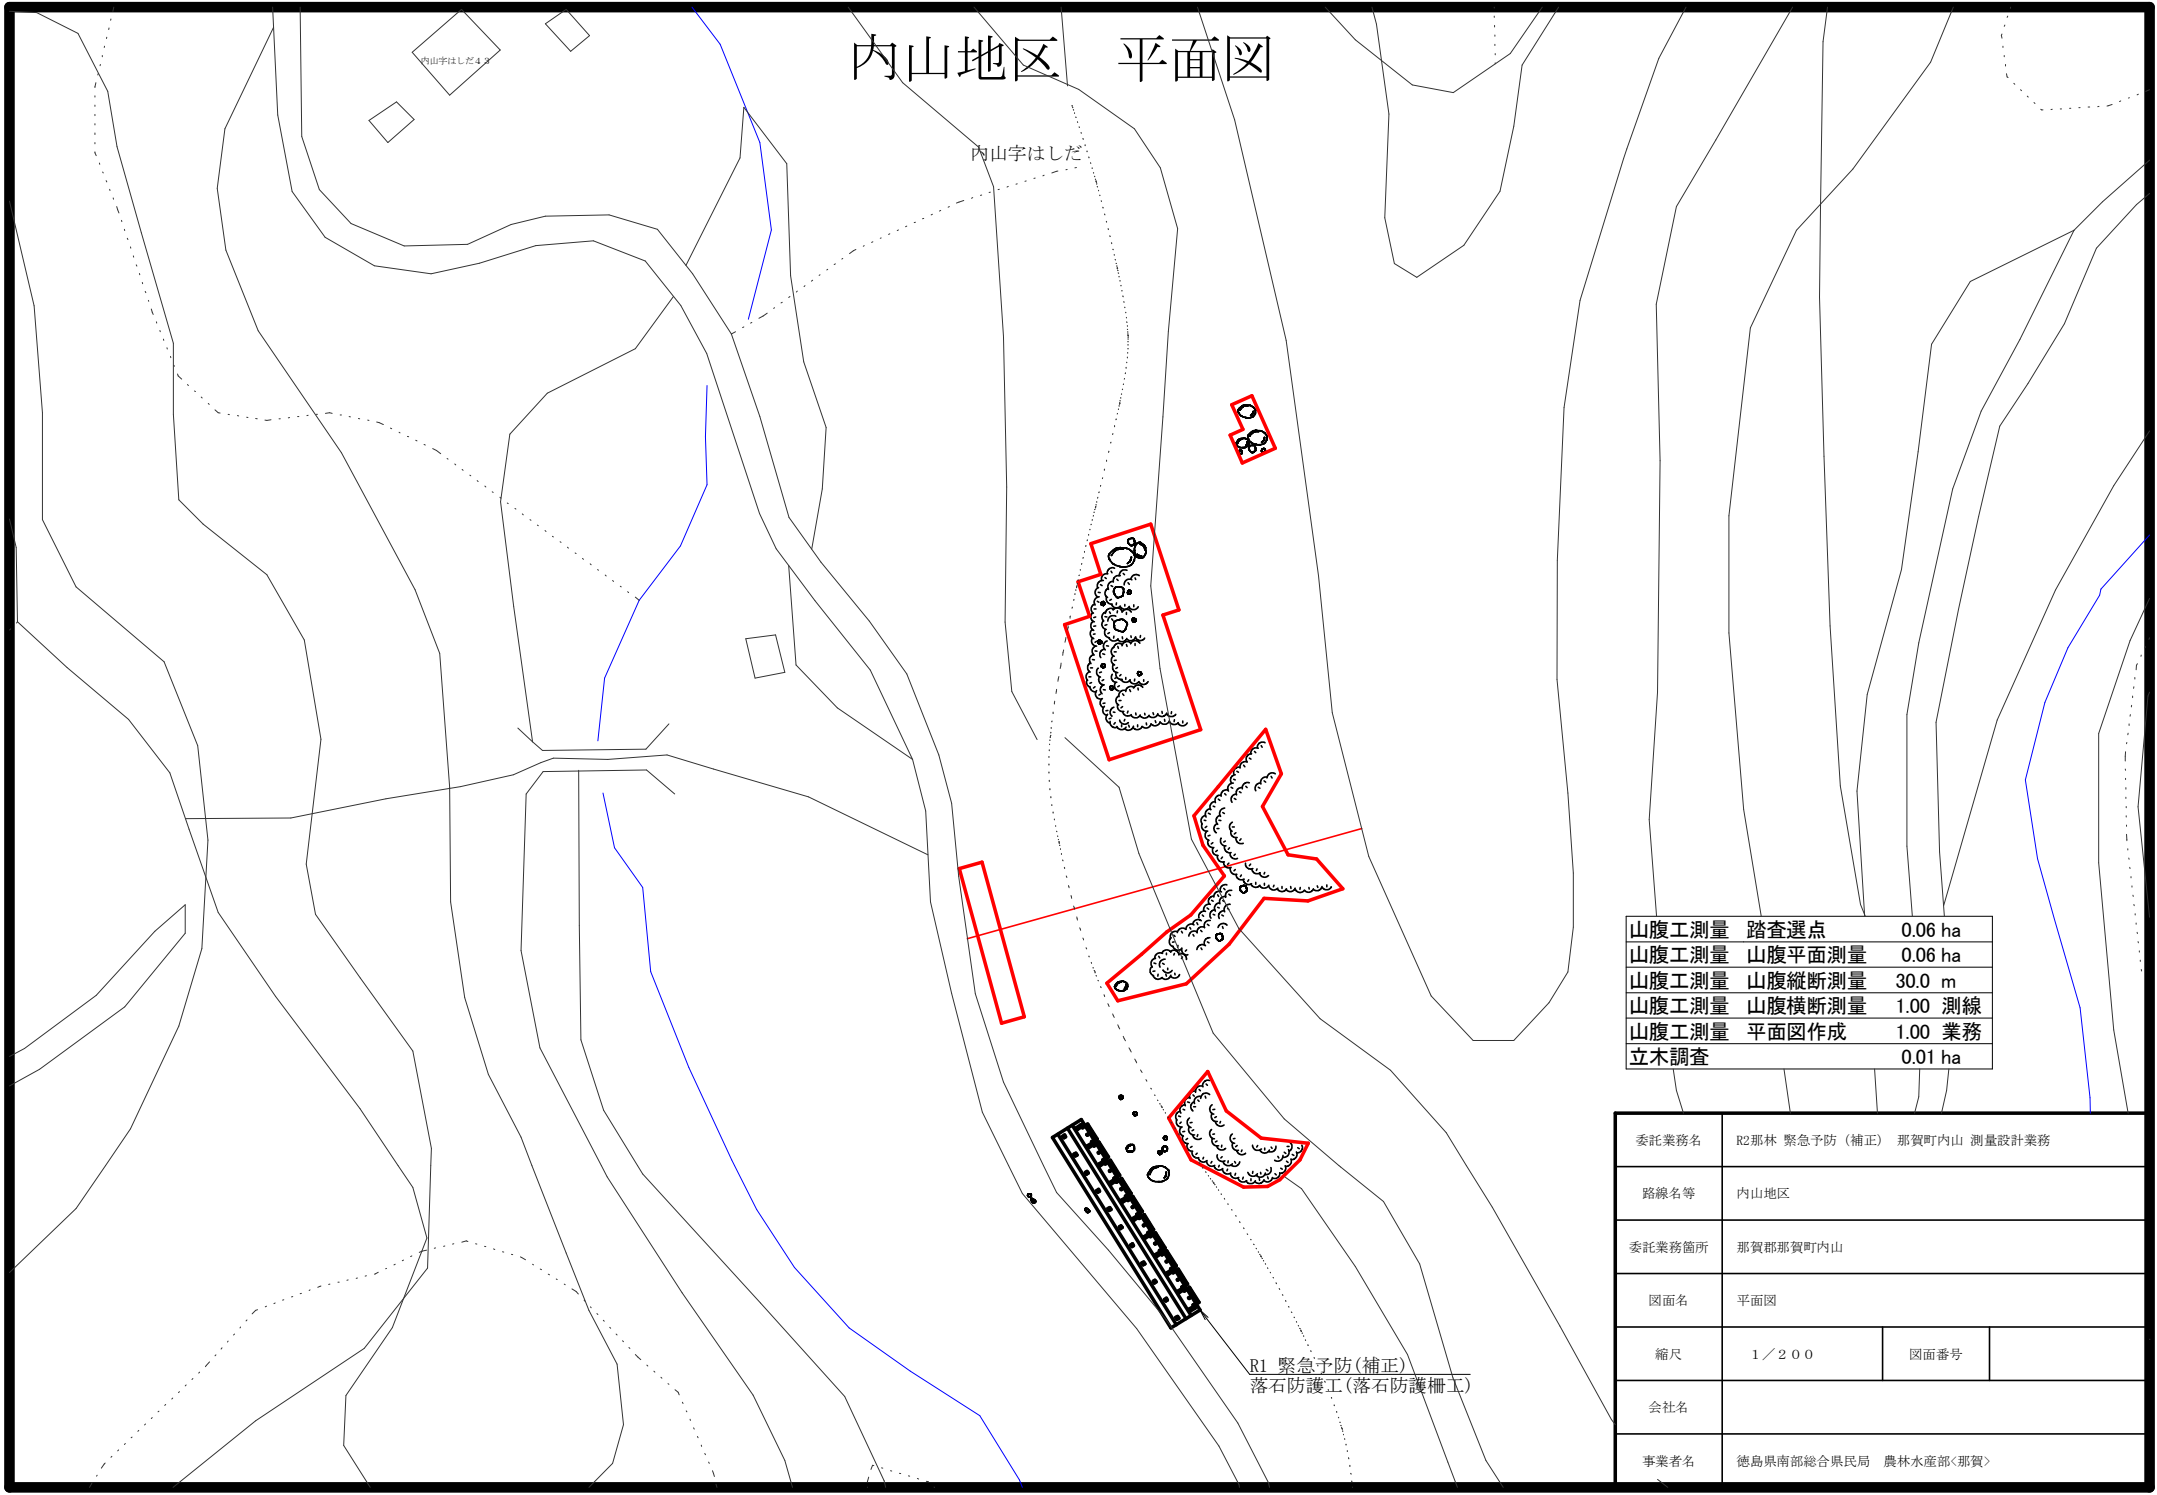 内山地区　平面図
内山字はしだ４３
内山字はしだ
山腹工測量　踏査選点　0.06 ha
山腹工測量　山腹平面測量　0.06 ha
山腹工測量　山腹縦断測量　30.0 m
山腹工測量　山腹横断測量　1.00 測線
山腹工測量　平面図作成　1.00 業務
立木調査　0.01 ha
委託業務名　R2那林 緊急予防（補正）　那賀町内山 測量設計業務
路線名等　内山地区
委託業務箇所　那賀郡那賀町内山
図面名　平面図
縮尺　１／２００　図面番号
会社名
事業者名　徳島県南部総合県民局　農林水産部<那賀>
R1 緊急予防(補正)
落石防護工(落石防護柵工)